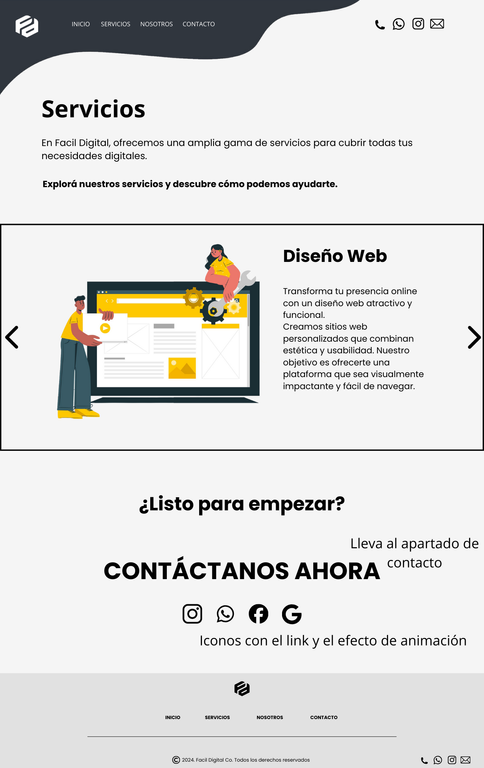 INICIO SERVICIOS NOSOTROS CONTACTO
Servicios
En Facil Digital, ofrecemos una amplia gama de servicios para cubrir todas tus
necesidades digitales.
Explorá nuestros servicios y descubre cómo podemos ayudarte.
Diseño Web
Transforma tu presencia online
con un diseño web atractivo y
funcional.
Creamos sitios web
personalizados que combinan
estética y usabilidad. Nuestro
objetivo es ofrecerte una
plataforma que sea visualmente
impactante y fácil de navegar.
¿Listo para empezar?
Lleva al apartado de
contacto
CONTÁCTANOS AHORA
Iconos con el link y el efecto de animación
INICIO SERVICIOS NOSOTROS CONTACTO
© 2024. Facil Digital Co. Todos los derechos reservados